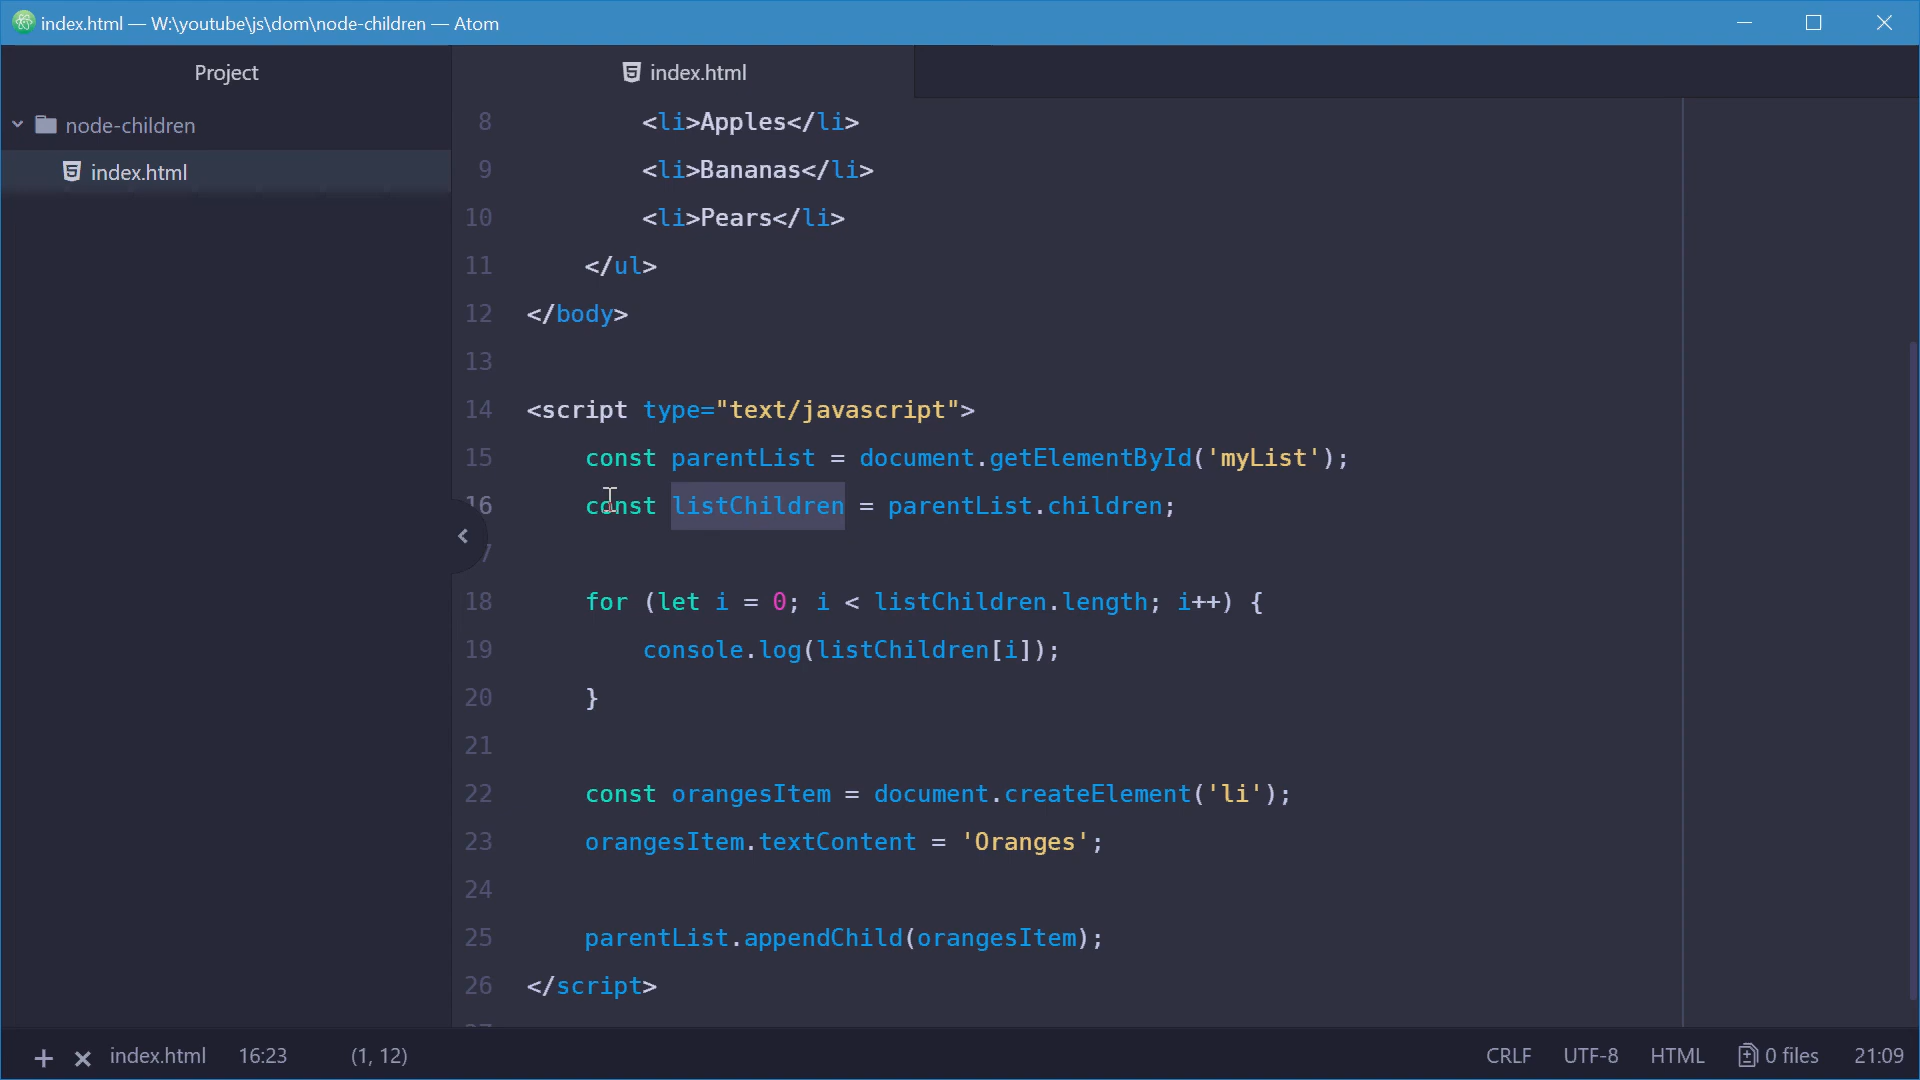 index.html — W:\youtube\js\dom\node-children — Atom
Project
index.html
node-children
index.html
8 <li>Apples</li>
9 <li>Bananas</li>
10 <li>Pears</li>
11 </ul>
12 </body>
13
14 <script type="text/javascript">
15 const parentList = document.getElementById('myList');
16 const listChildren = parentList.children;
7
18 for (let i = 0; i < listChildren.length; i++) {
19 console.log(listChildren[i]);
20 }
21
22 const orangesItem = document.createElement('li');
23 orangesItem.textContent = 'Oranges';
24
25 parentList.appendChild(orangesItem);
26 </script>
index.html 16:23 (1, 12) CRLF UTF-8 HTML 0 files 21:09